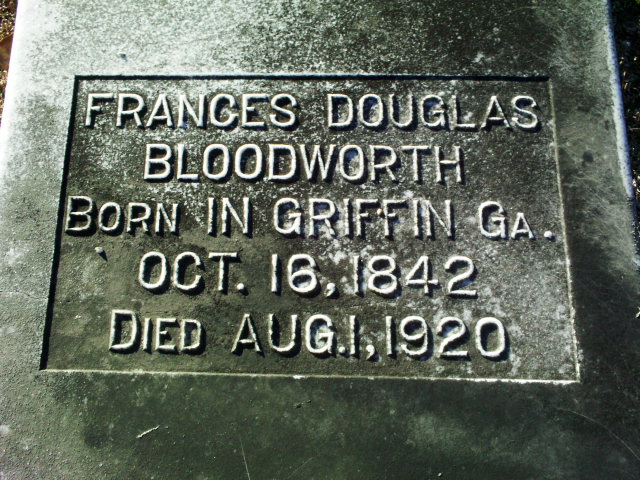 FRANCES DOUGLAS
BLOODWORTH
BORN IN GRIFFIN GA.
OCT. 16, 1842
DIED AUG. 1, 1920